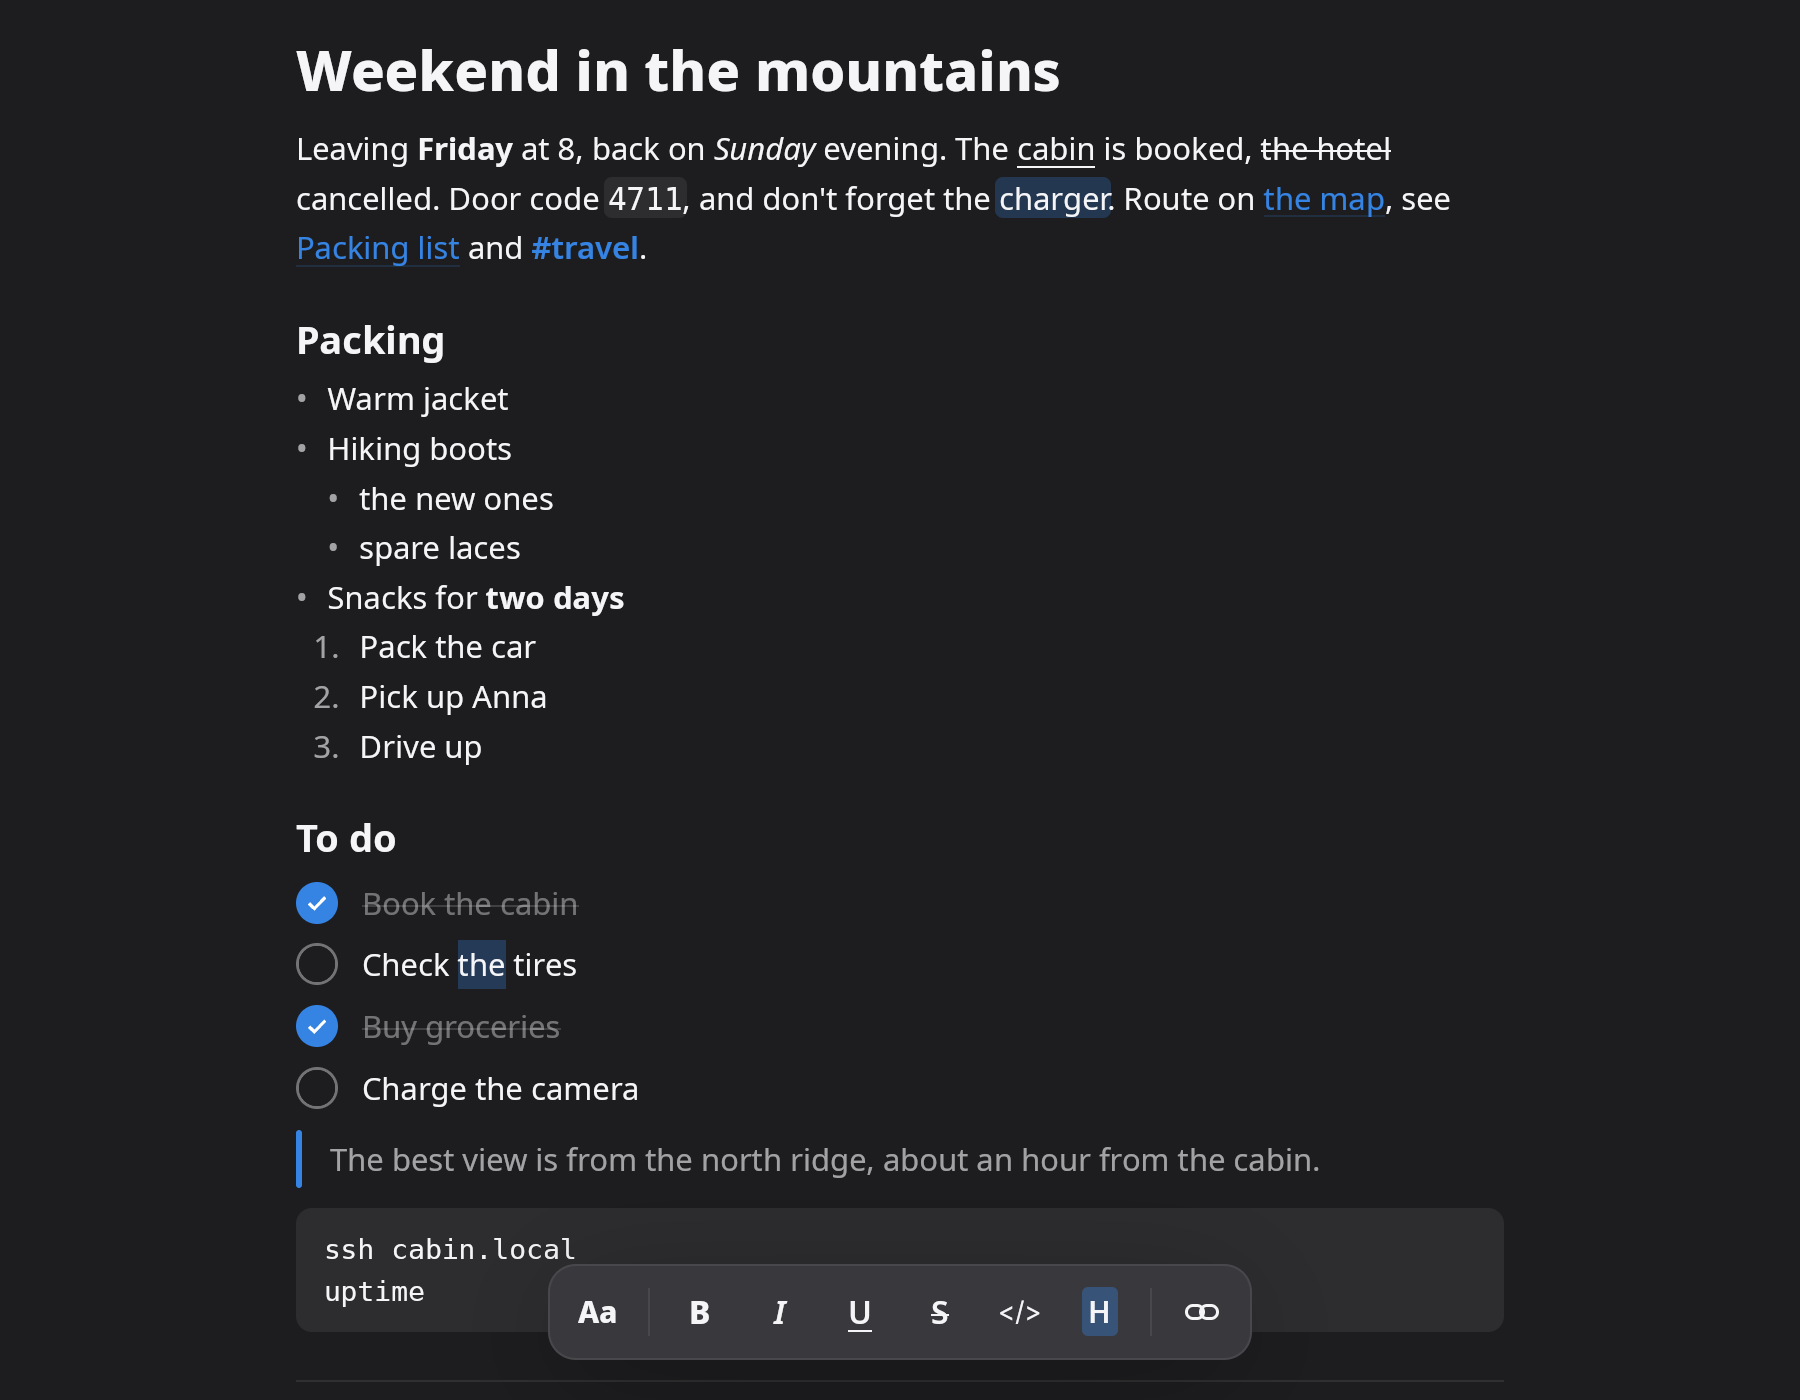 Weekend in the mountains
Leaving Friday at 8, back on Sunday evening. The cabin is booked, the hotel
cancelled. Door code 4711, and don't forget the charger. Route on the map, see
Packing list and #travel.
Packing
• Warm jacket
• Hiking boots
• the new ones
• spare laces
• Snacks for two days
1. Pack the car
2. Pick up Anna
3. Drive up
To do
Book the cabin
Check the tires
Buy groceries
Charge the camera
The best view is from the north ridge, about an hour from the cabin.
ssh cabin.local
uptime
Aa B I U S </> H